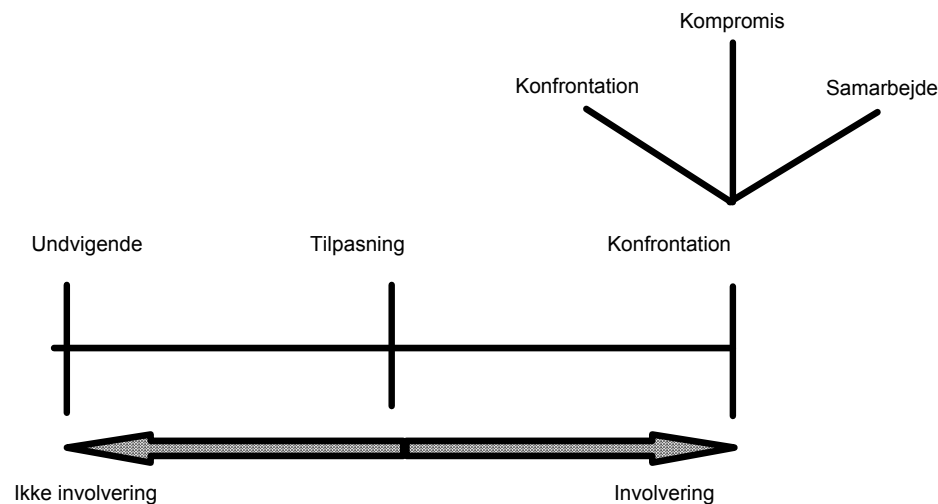 Kompromis
Konfrontation
Samarbejde
Undvigende
Tilpasning
Konfrontation
Ikke involvering
Involvering